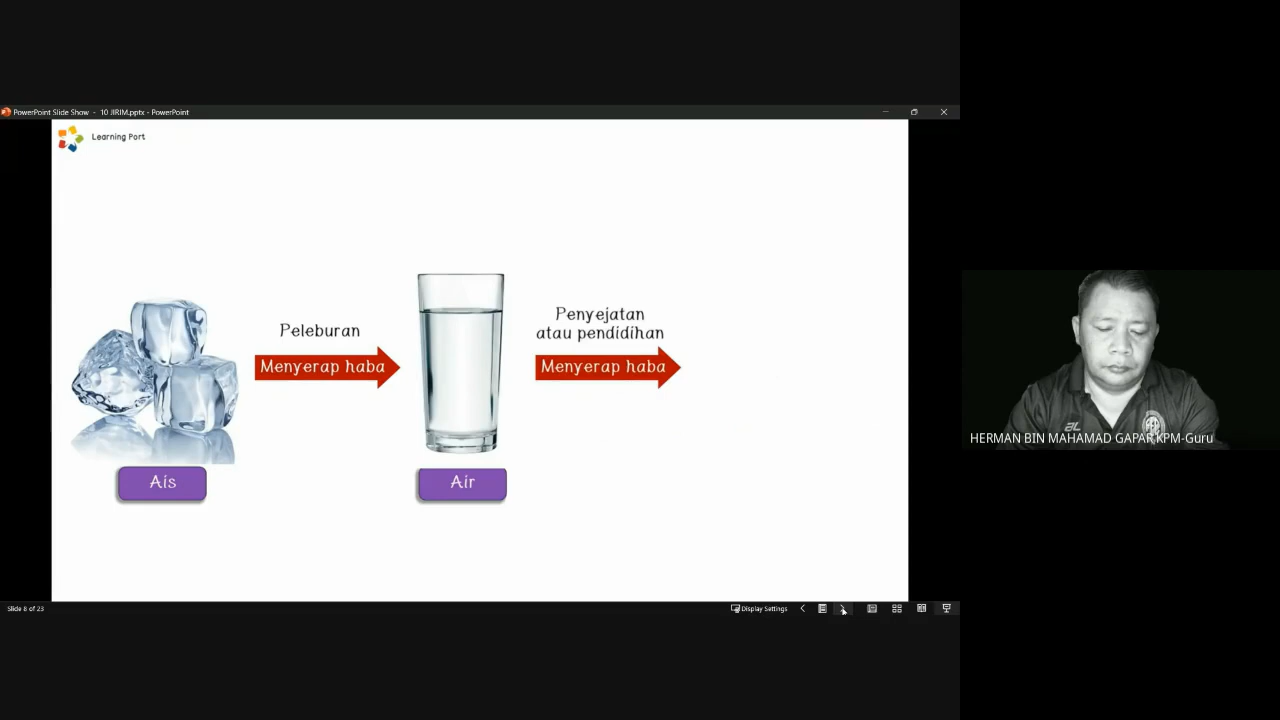 PowerPoint Slide Show - 10 JIRIM.pptx - PowerPoint
Learning Port
Peleburan
Menyerap haba
Penyejatan
atau pendidihan
Menyerap haba
Ais
Air
HERMAN BIN MAHAMAD GAPAR KPM-Guru
Slide 8 of 23
Display Settings